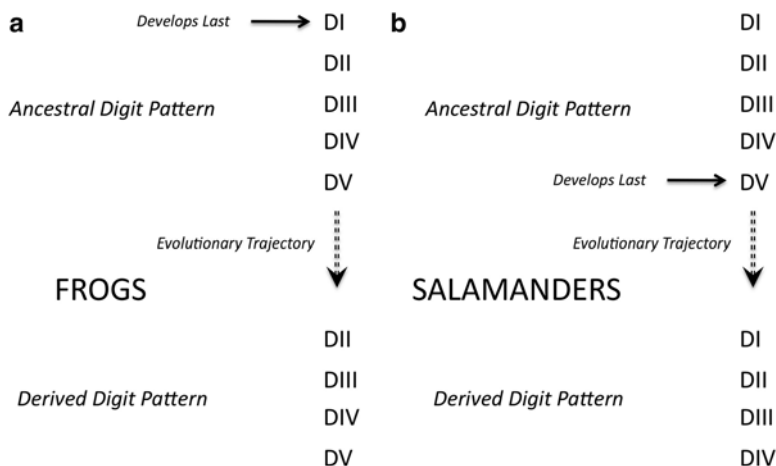 a
Develops Last
DI
DII
Ancestral Digit Pattern
DIII
DIV
DV
Evolutionary Trajectory
FROGS
DII
DIII
Derived Digit Pattern
DIV
DV
b
DI
DII
Ancestral Digit Pattern
DIII
DIV
Develops Last
DV
Evolutionary Trajectory
SALAMANDERS
DI
DII
Derived Digit Pattern
DIII
DIV